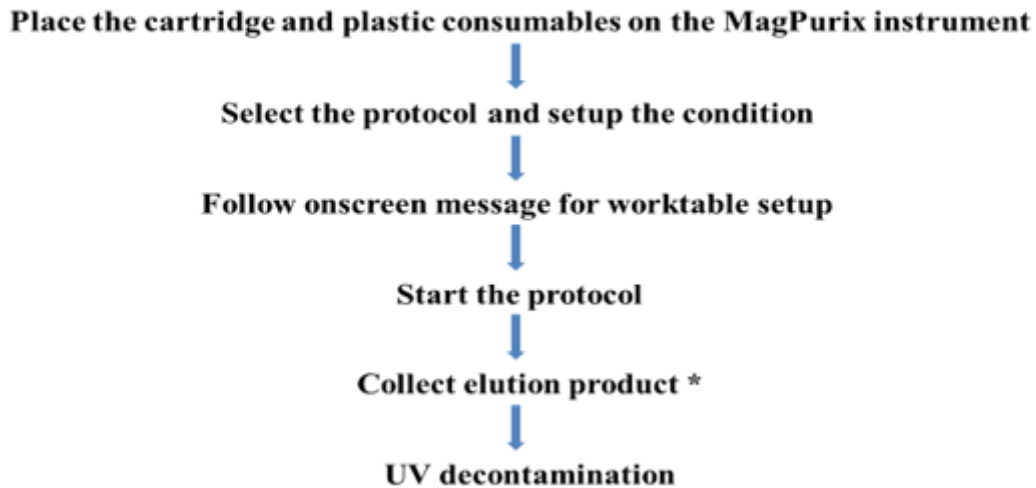 Place the cartridge and plastic consumables on the MagPurix instrument
Select the protocol and setup the condition
Follow onscreen message for worktable setup
Start the protocol
Collect elution product *
UV decontamination